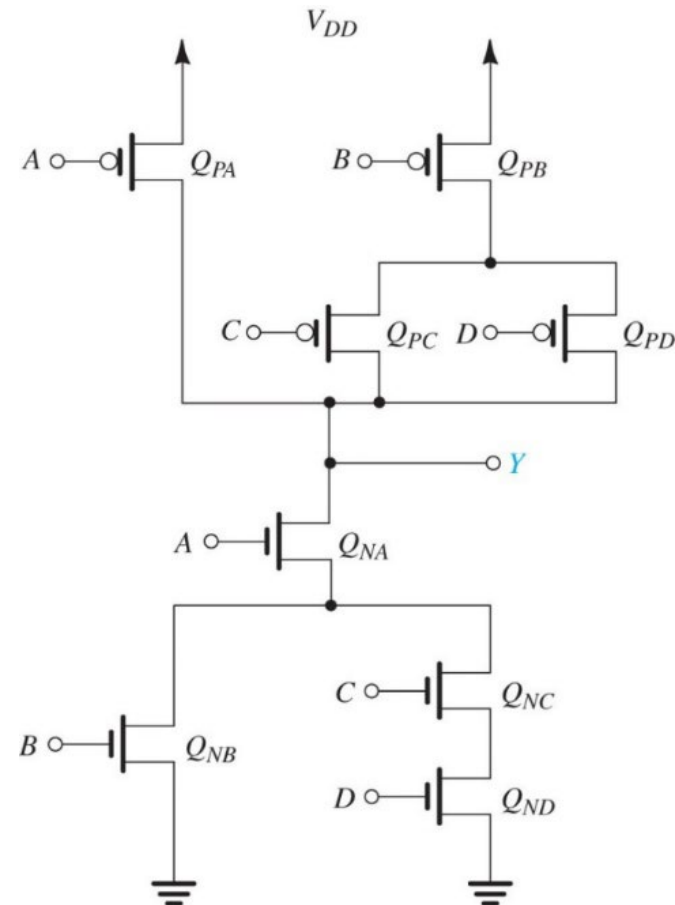 V_DD
A Q_PA B Q_PB
C Q_PC D Q_PD
Y
A Q_NA
C Q_NC
B Q_NB
D Q_ND